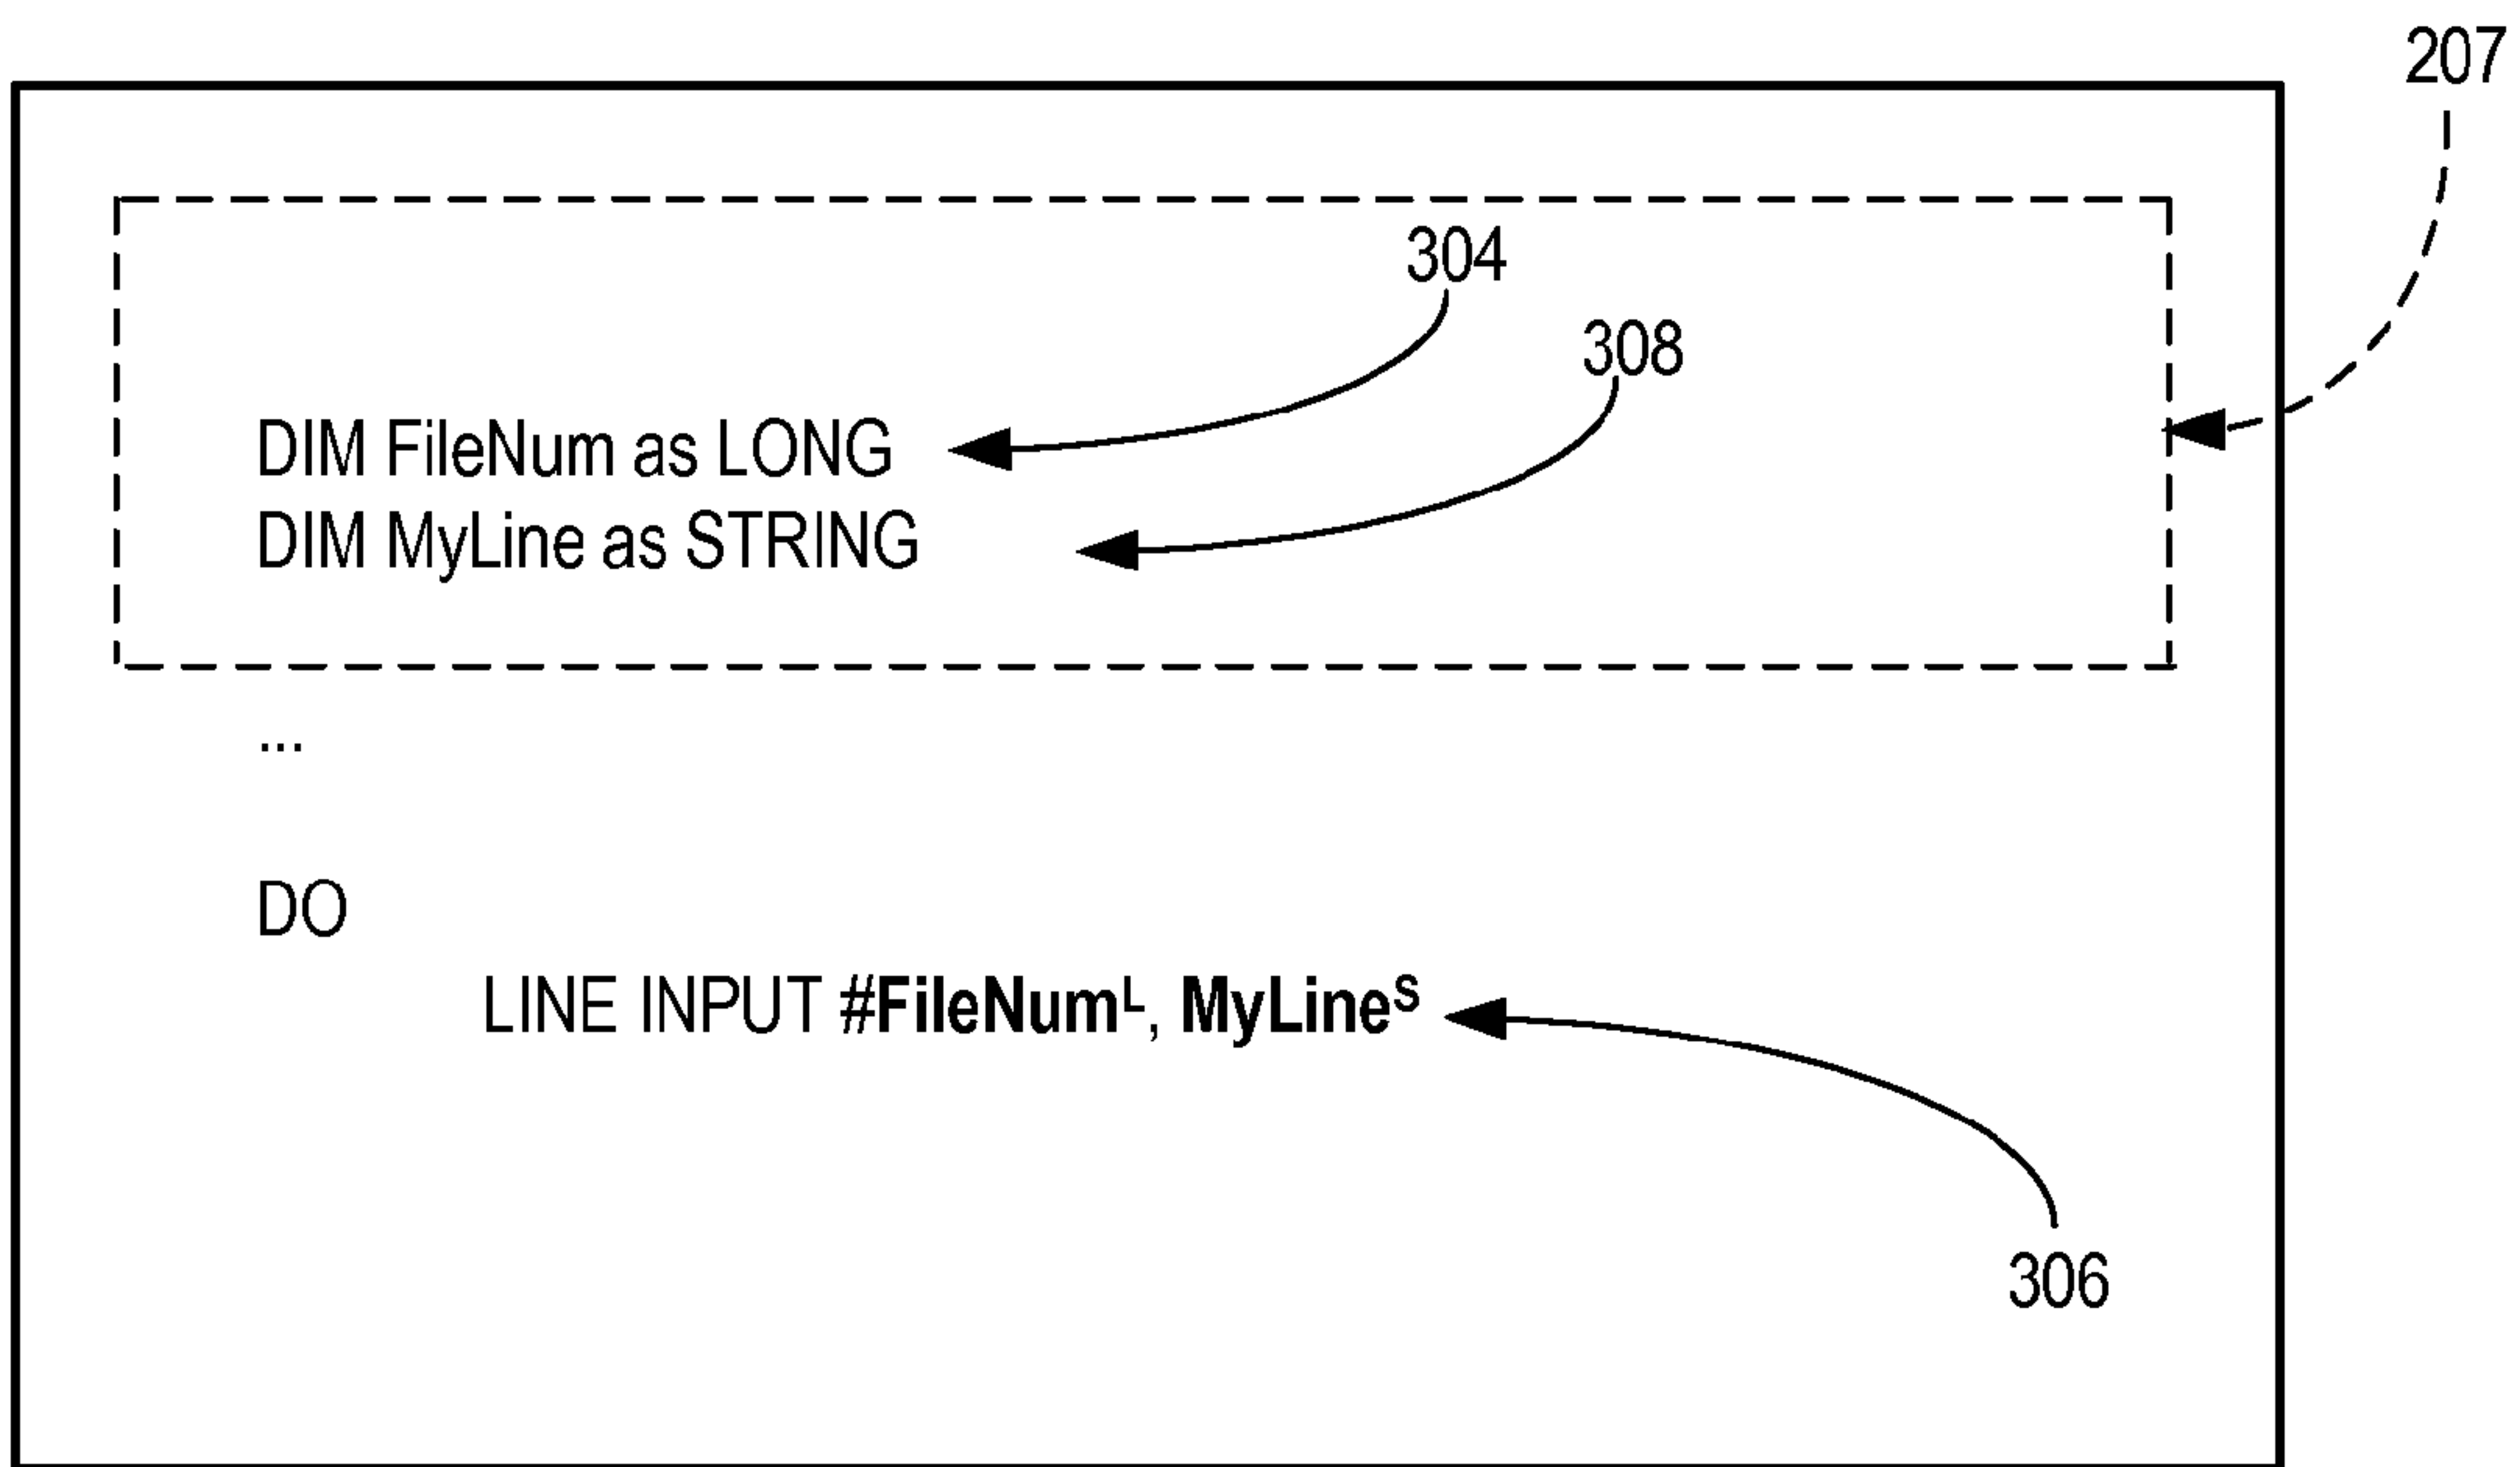 207
304
308
DIM FileNum as LONG
DIM MyLine as STRING
...
DO
LINE INPUT #FileNumᴸ, MyLineˢ
306